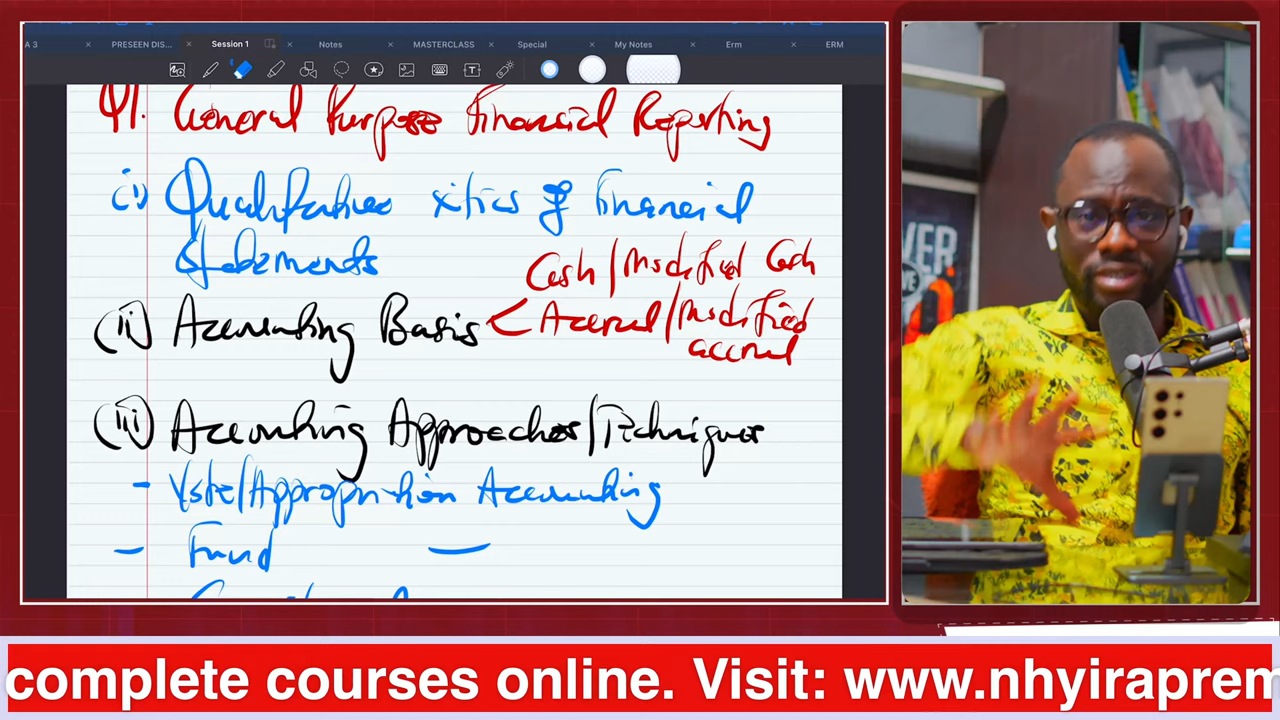 A 3 PRESEEN DIS... Session 1 Notes MASTERCLASS Special My Notes Erm ERM
Q1. General Purpose Financial Reporting
(i) Qualitative xtics of Financial
Statements
Cash/Modified Cash
(ii) Accounting Basis < Accrual/Modified
accrual
(iii) Accounting Approaches/Techniques
- Vote/Appropriation Accounting
- Fund —
OVER
complete courses online. Visit: www.nhyiraprem